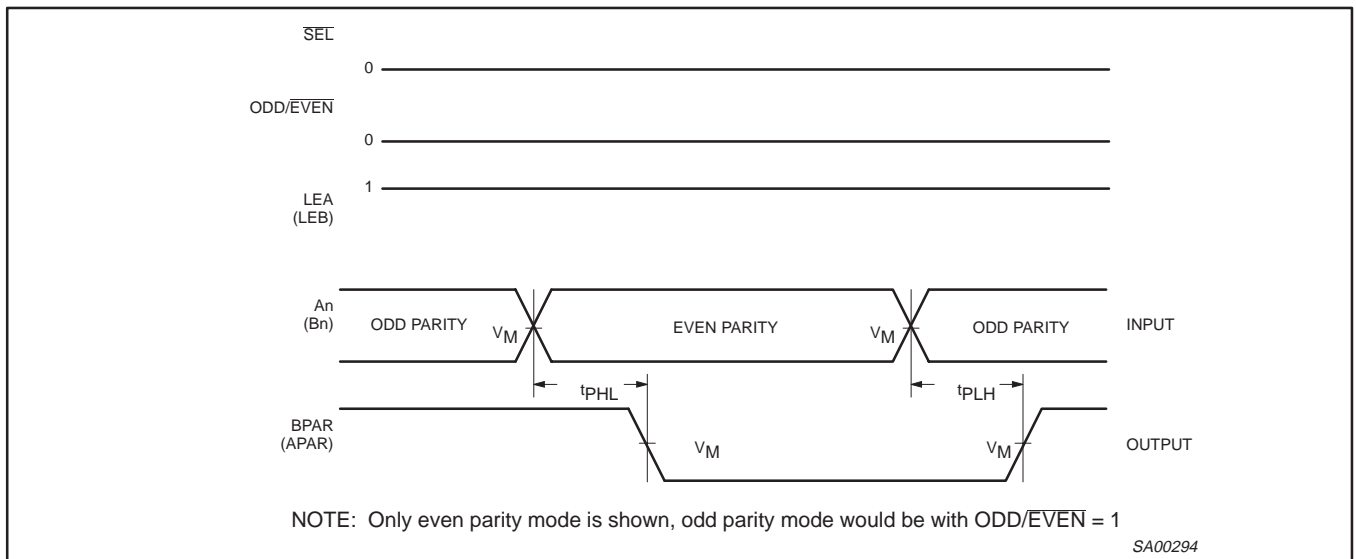 SEL
0
ODD/EVEN
0
1
LEA
(LEB)
An
(Bn)
ODD PARITY
VM
EVEN PARITY
VM
ODD PARITY
INPUT
tPHL
tPLH
BPAR
(APAR)
VM
VM
OUTPUT
NOTE: Only even parity mode is shown, odd parity mode would be with ODD/EVEN = 1
SA00294